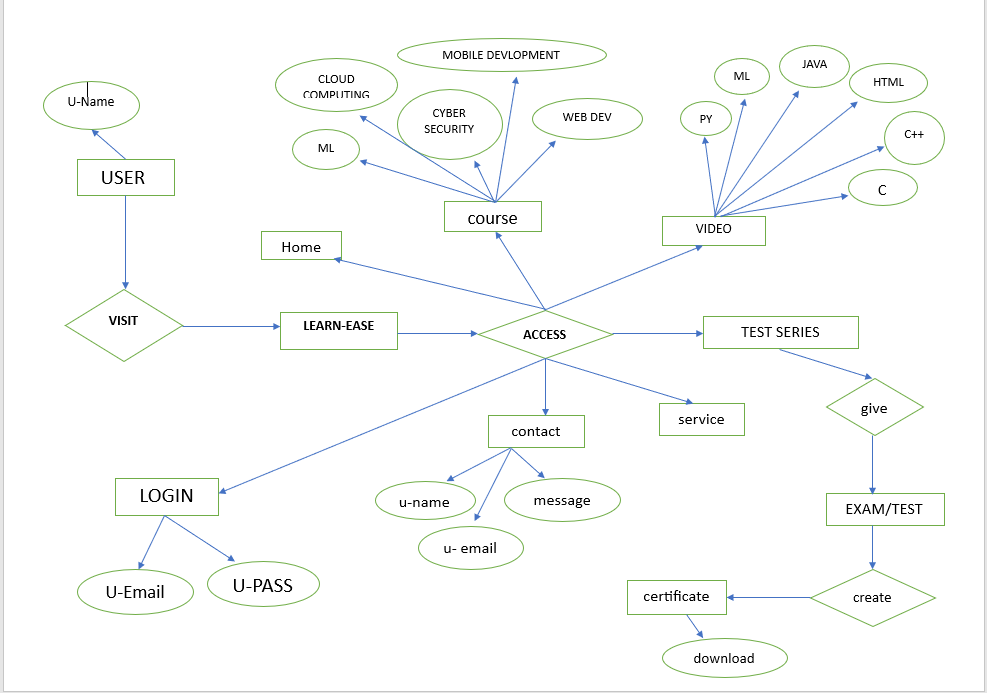 MOBILE DEVLOPMENT
CLOUD
COMPUTING
CYBER
SECURITY
WEB DEV
ML
ML
JAVA
HTML
PY
C++
C
U-Name
USER
course
VIDEO
Home
VISIT
LEARN-EASE
ACCESS
TEST SERIES
give
contact
service
LOGIN
u-name
message
u- email
EXAM/TEST
U-Email
U-PASS
certificate
create
download